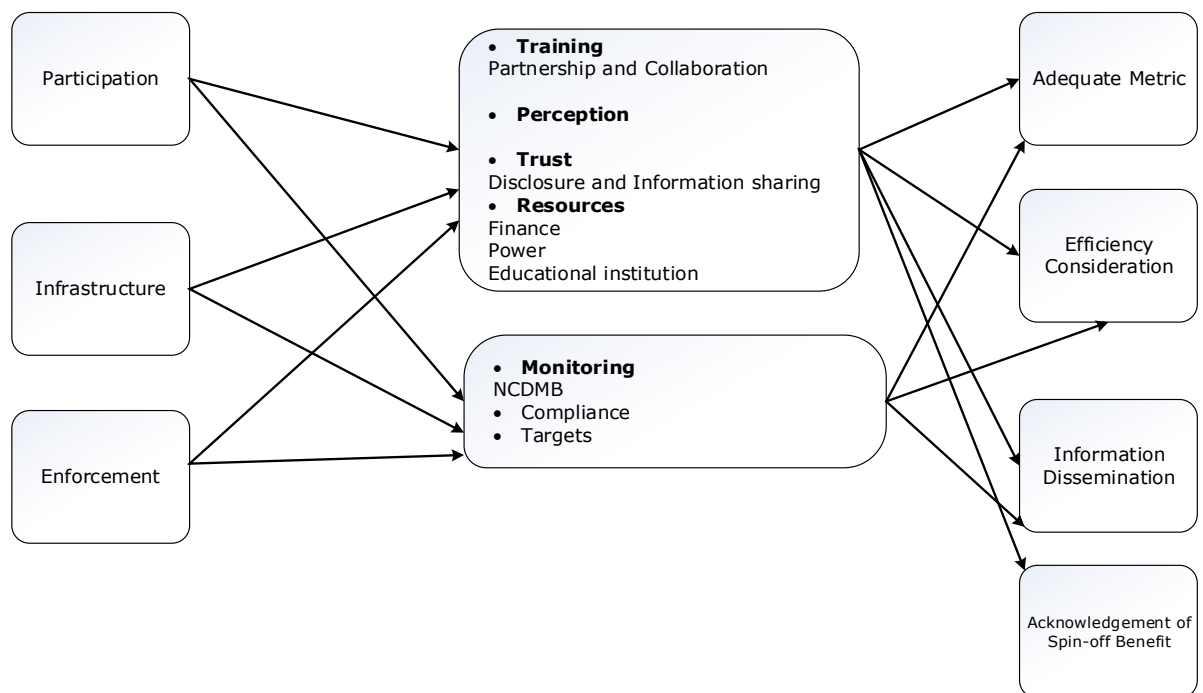 Participation
Infrastructure
Enforcement
• Training
Partnership and Collaboration
• Perception
• Trust
Disclosure and Information sharing
• Resources
Finance
Power
Educational institution
• Monitoring
NCDMB
• Compliance
• Targets
Adequate Metric
Efficiency
Consideration
Information
Dissemination
Acknowledgement of
Spin-off Benefit